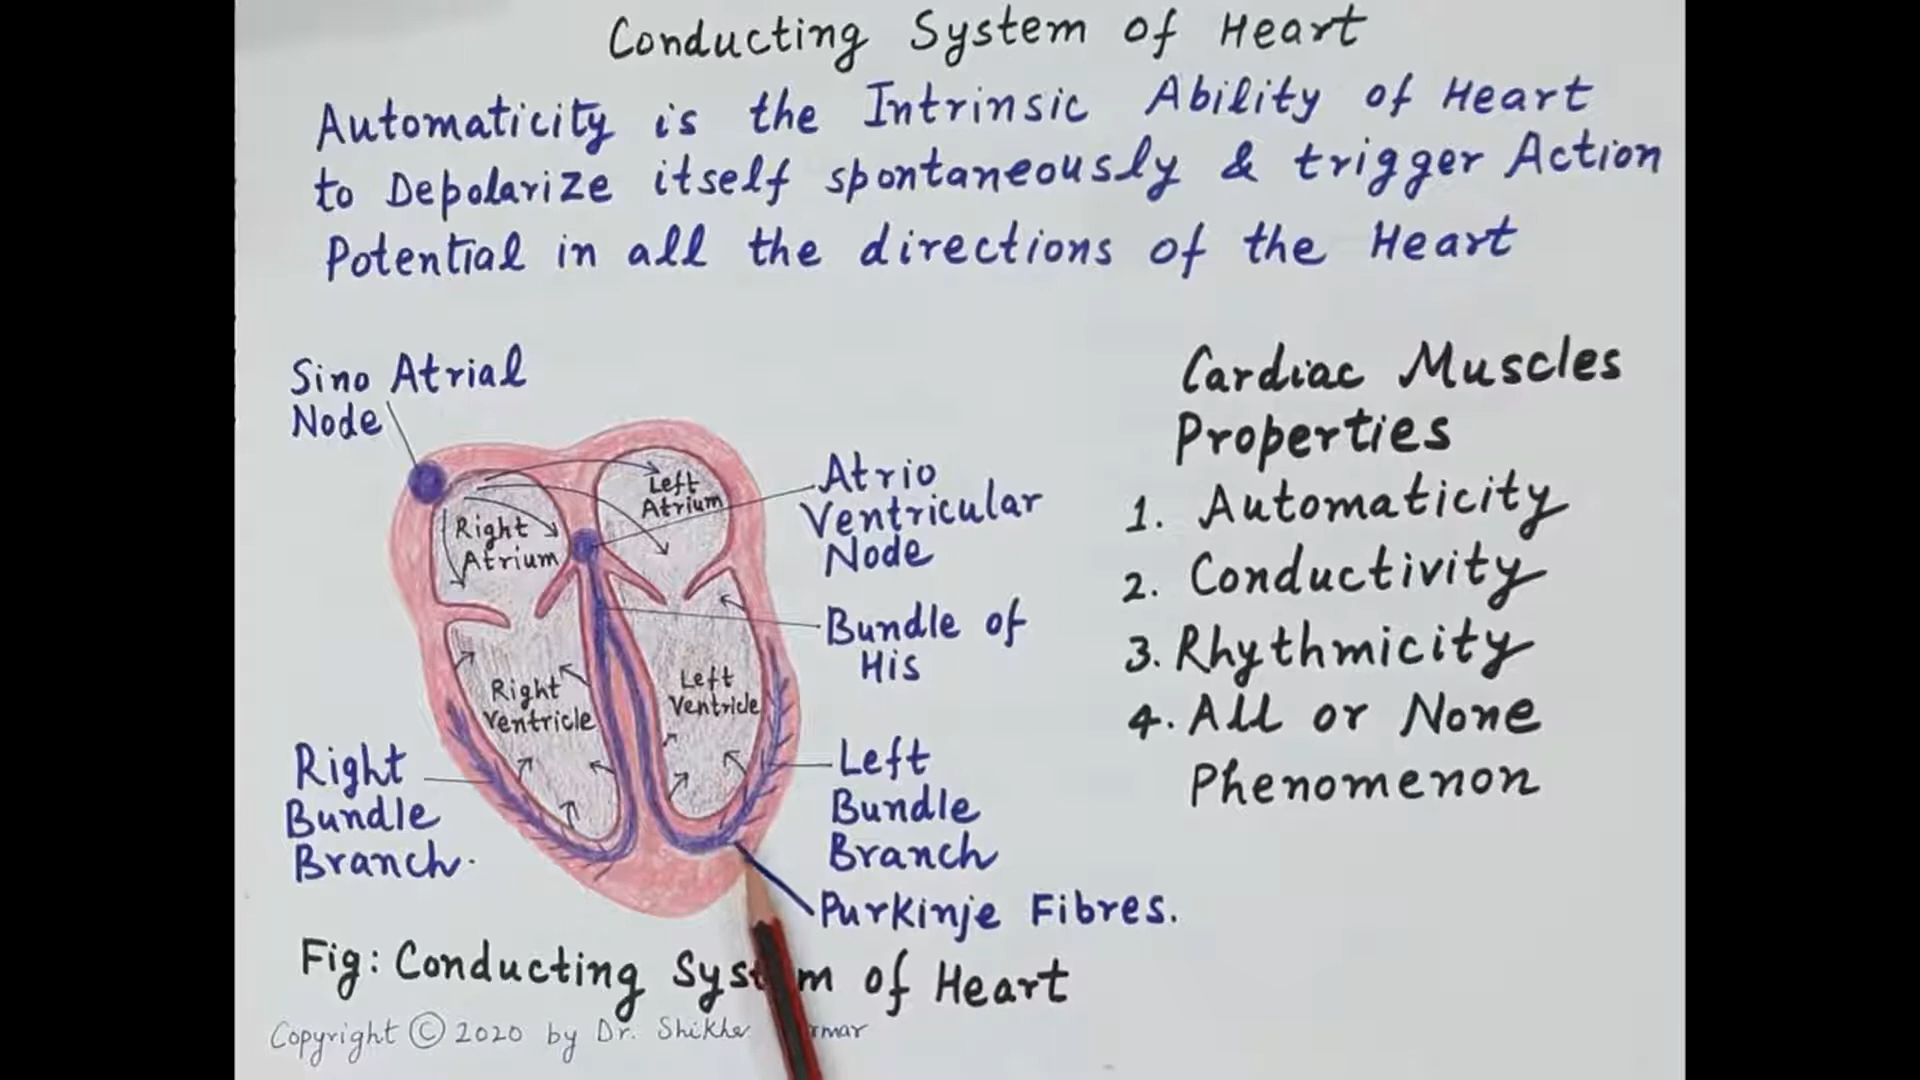 Conducting System of Heart
Automaticity is the Intrinsic Ability of Heart
to Depolarize itself spontaneously & trigger Action
Potential in all the directions of the Heart
Sino Atrial
Node
Left
Atrium
Right
Atrium
Atrio
Ventricular
Node
Bundle of
His
Right
Ventricle
Left
Ventricle
Right
Bundle
Branch.
Left
Bundle
Branch
Purkinje Fibres.
Fig: Conducting Sys m of Heart
Copyright © 2020 by Dr.
Cardiac Muscles
Properties
1. Automaticity
2. Conductivity
3. Rhythmicity
4. All or None
Phenomenon